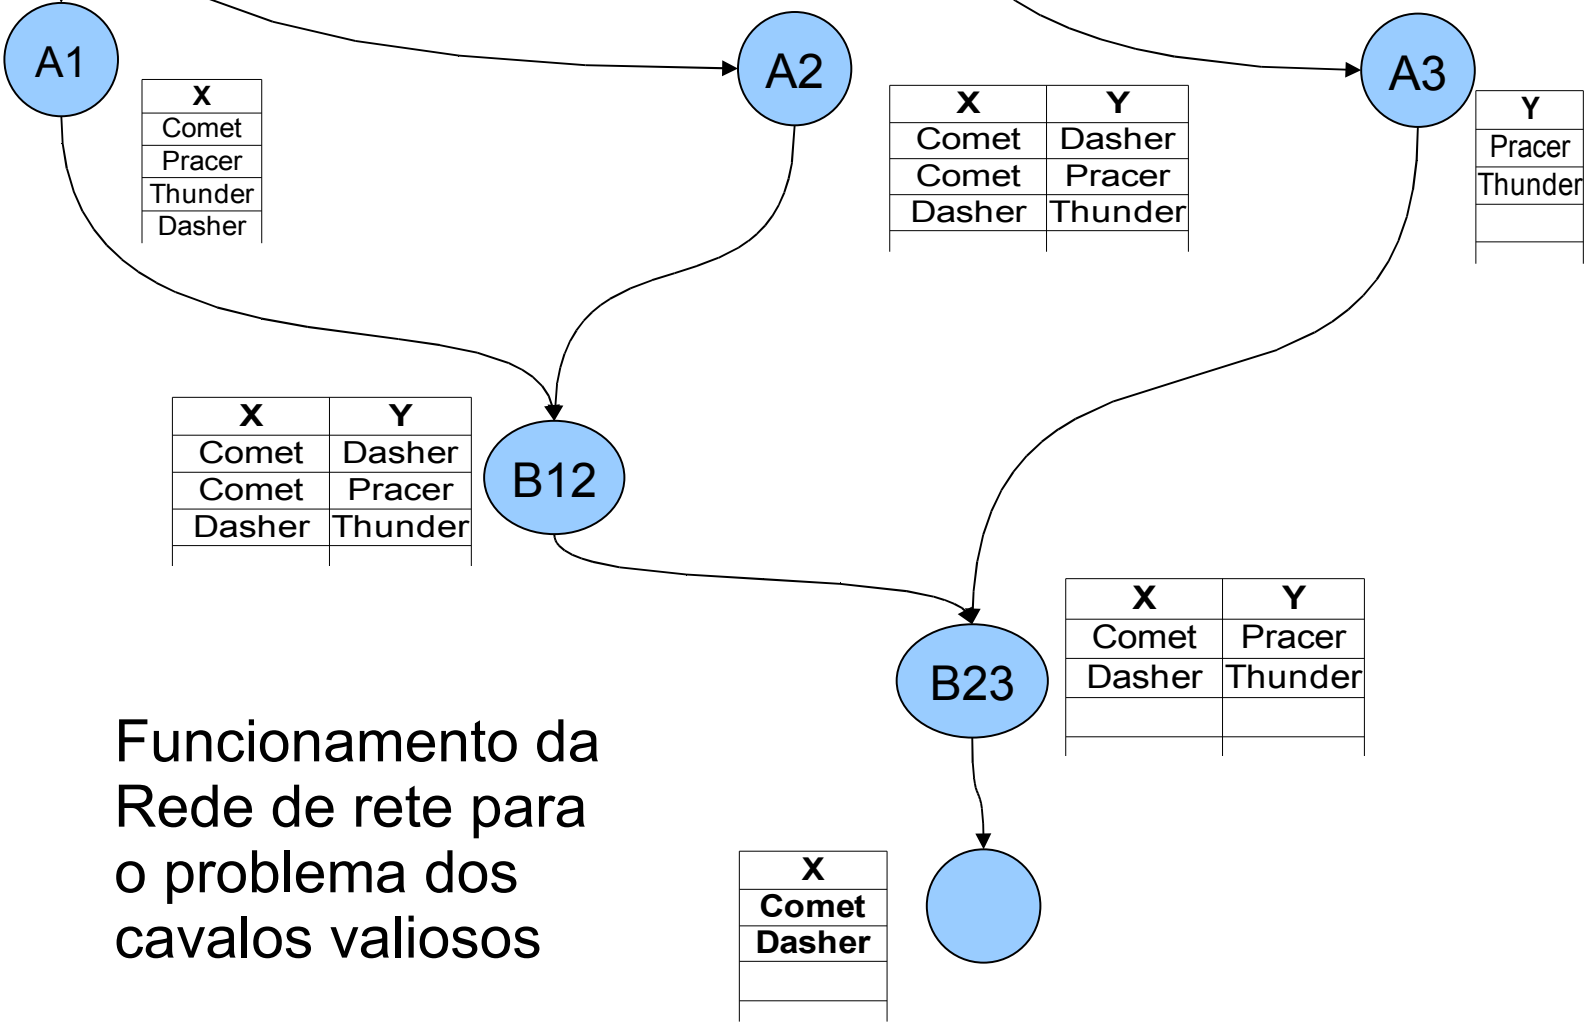 A1
A2
A3
X
Comet
Pracer
Thunder
Dasher
X Y
Comet Dasher
Comet Pracer
Dasher Thunder
Y
Pracer
Thunder
X Y
Comet Dasher
Comet Pracer
Dasher Thunder
B12
B23
X Y
Comet Pracer
Dasher Thunder
Funcionamento da
Rede de rete para
o problema dos
cavalos valiosos
X
Comet
Dasher